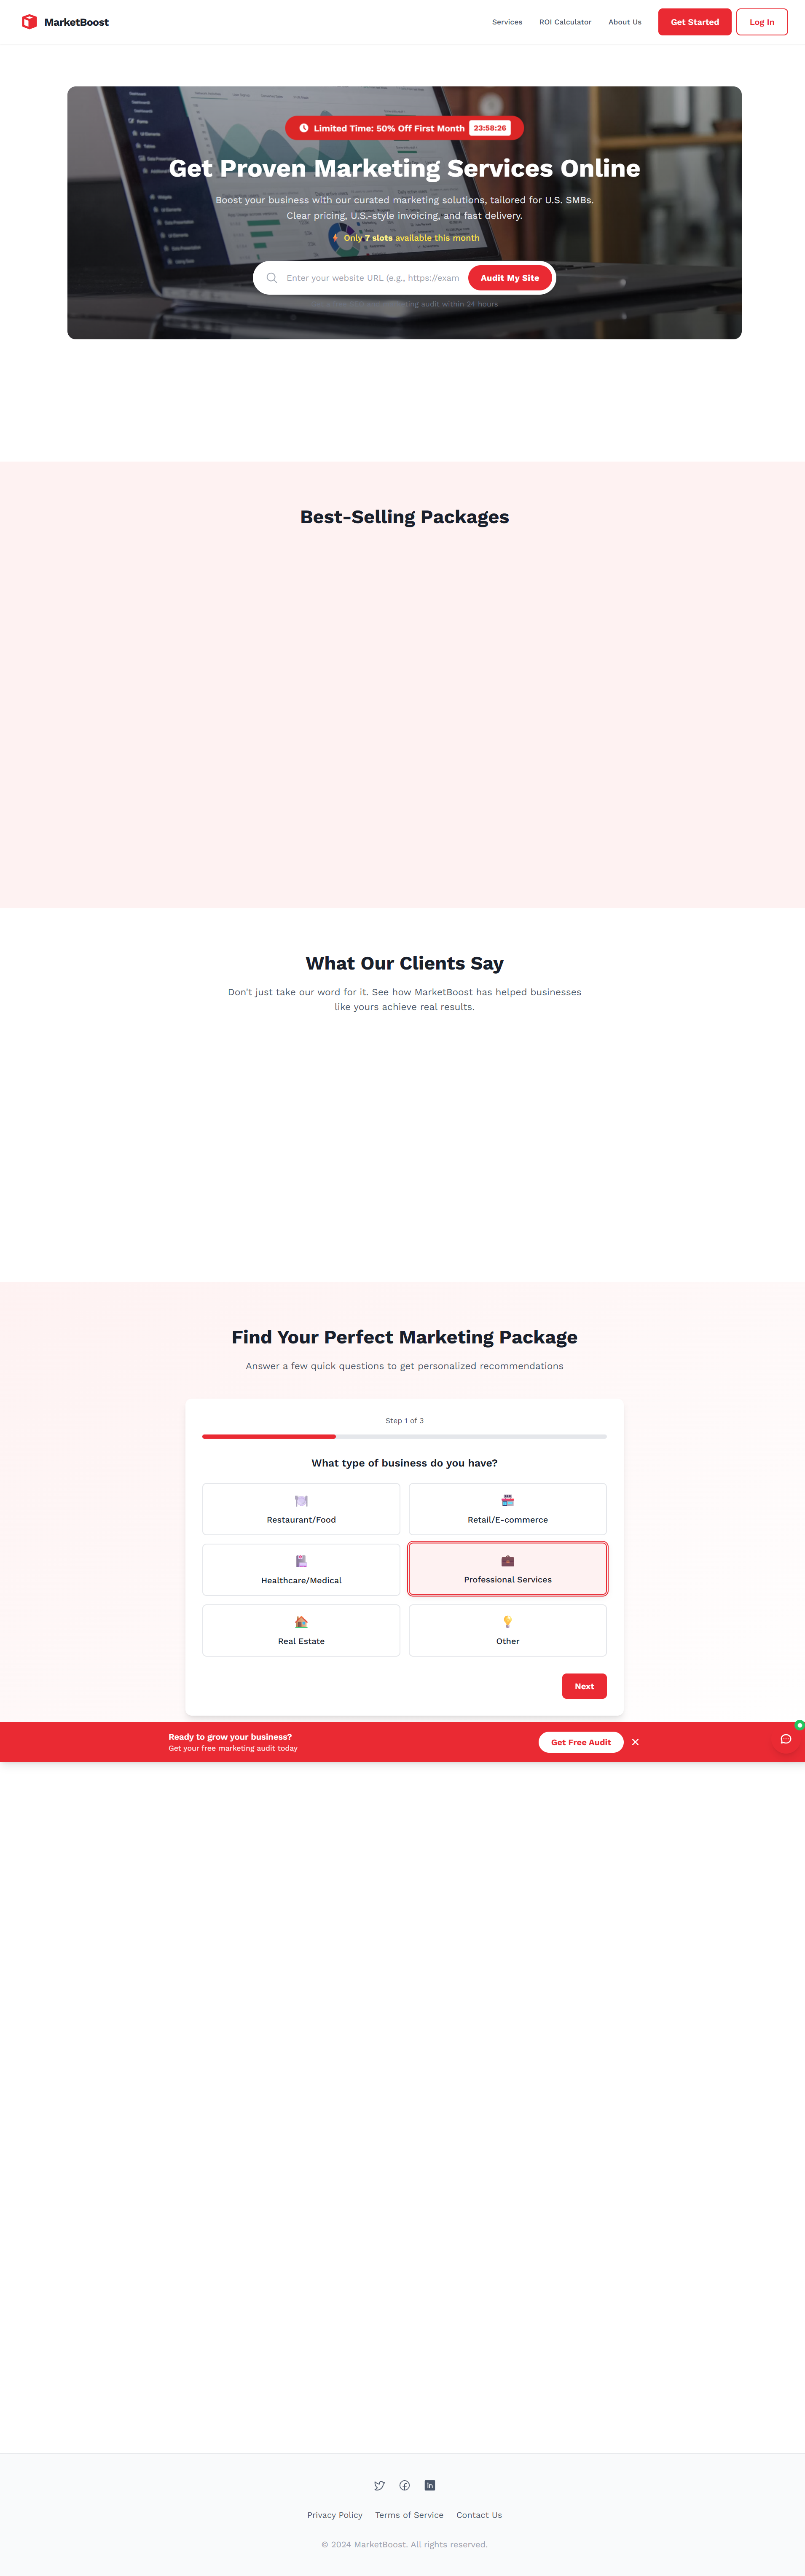 MarketBoost
Services
ROI Calculator
About Us
Get Started
Log In
Limited Time: 50% Off First Month 23:58:26
Get Proven Marketing Services Online
Boost your business with our curated marketing solutions, tailored for U.S. SMBs.
Clear pricing, U.S.-style invoicing, and fast delivery.
Only 7 slots available this month
Enter your website URL (e.g., https://exam
Audit My Site
audit within 24 hours
Best-Selling Packages
What Our Clients Say
Don't just take our word for it. See how MarketBoost has helped businesses
like yours achieve real results.
Find Your Perfect Marketing Package
Answer a few quick questions to get personalized recommendations
Step 1 of 3
What type of business do you have?
Restaurant/Food
Retail/E-commerce
Healthcare/Medical
Professional Services
Real Estate
Other
Next
Ready to grow your business?
Get your free marketing audit today
Get Free Audit
Privacy Policy
Terms of Service
Contact Us
© 2024 MarketBoost. All rights reserved.